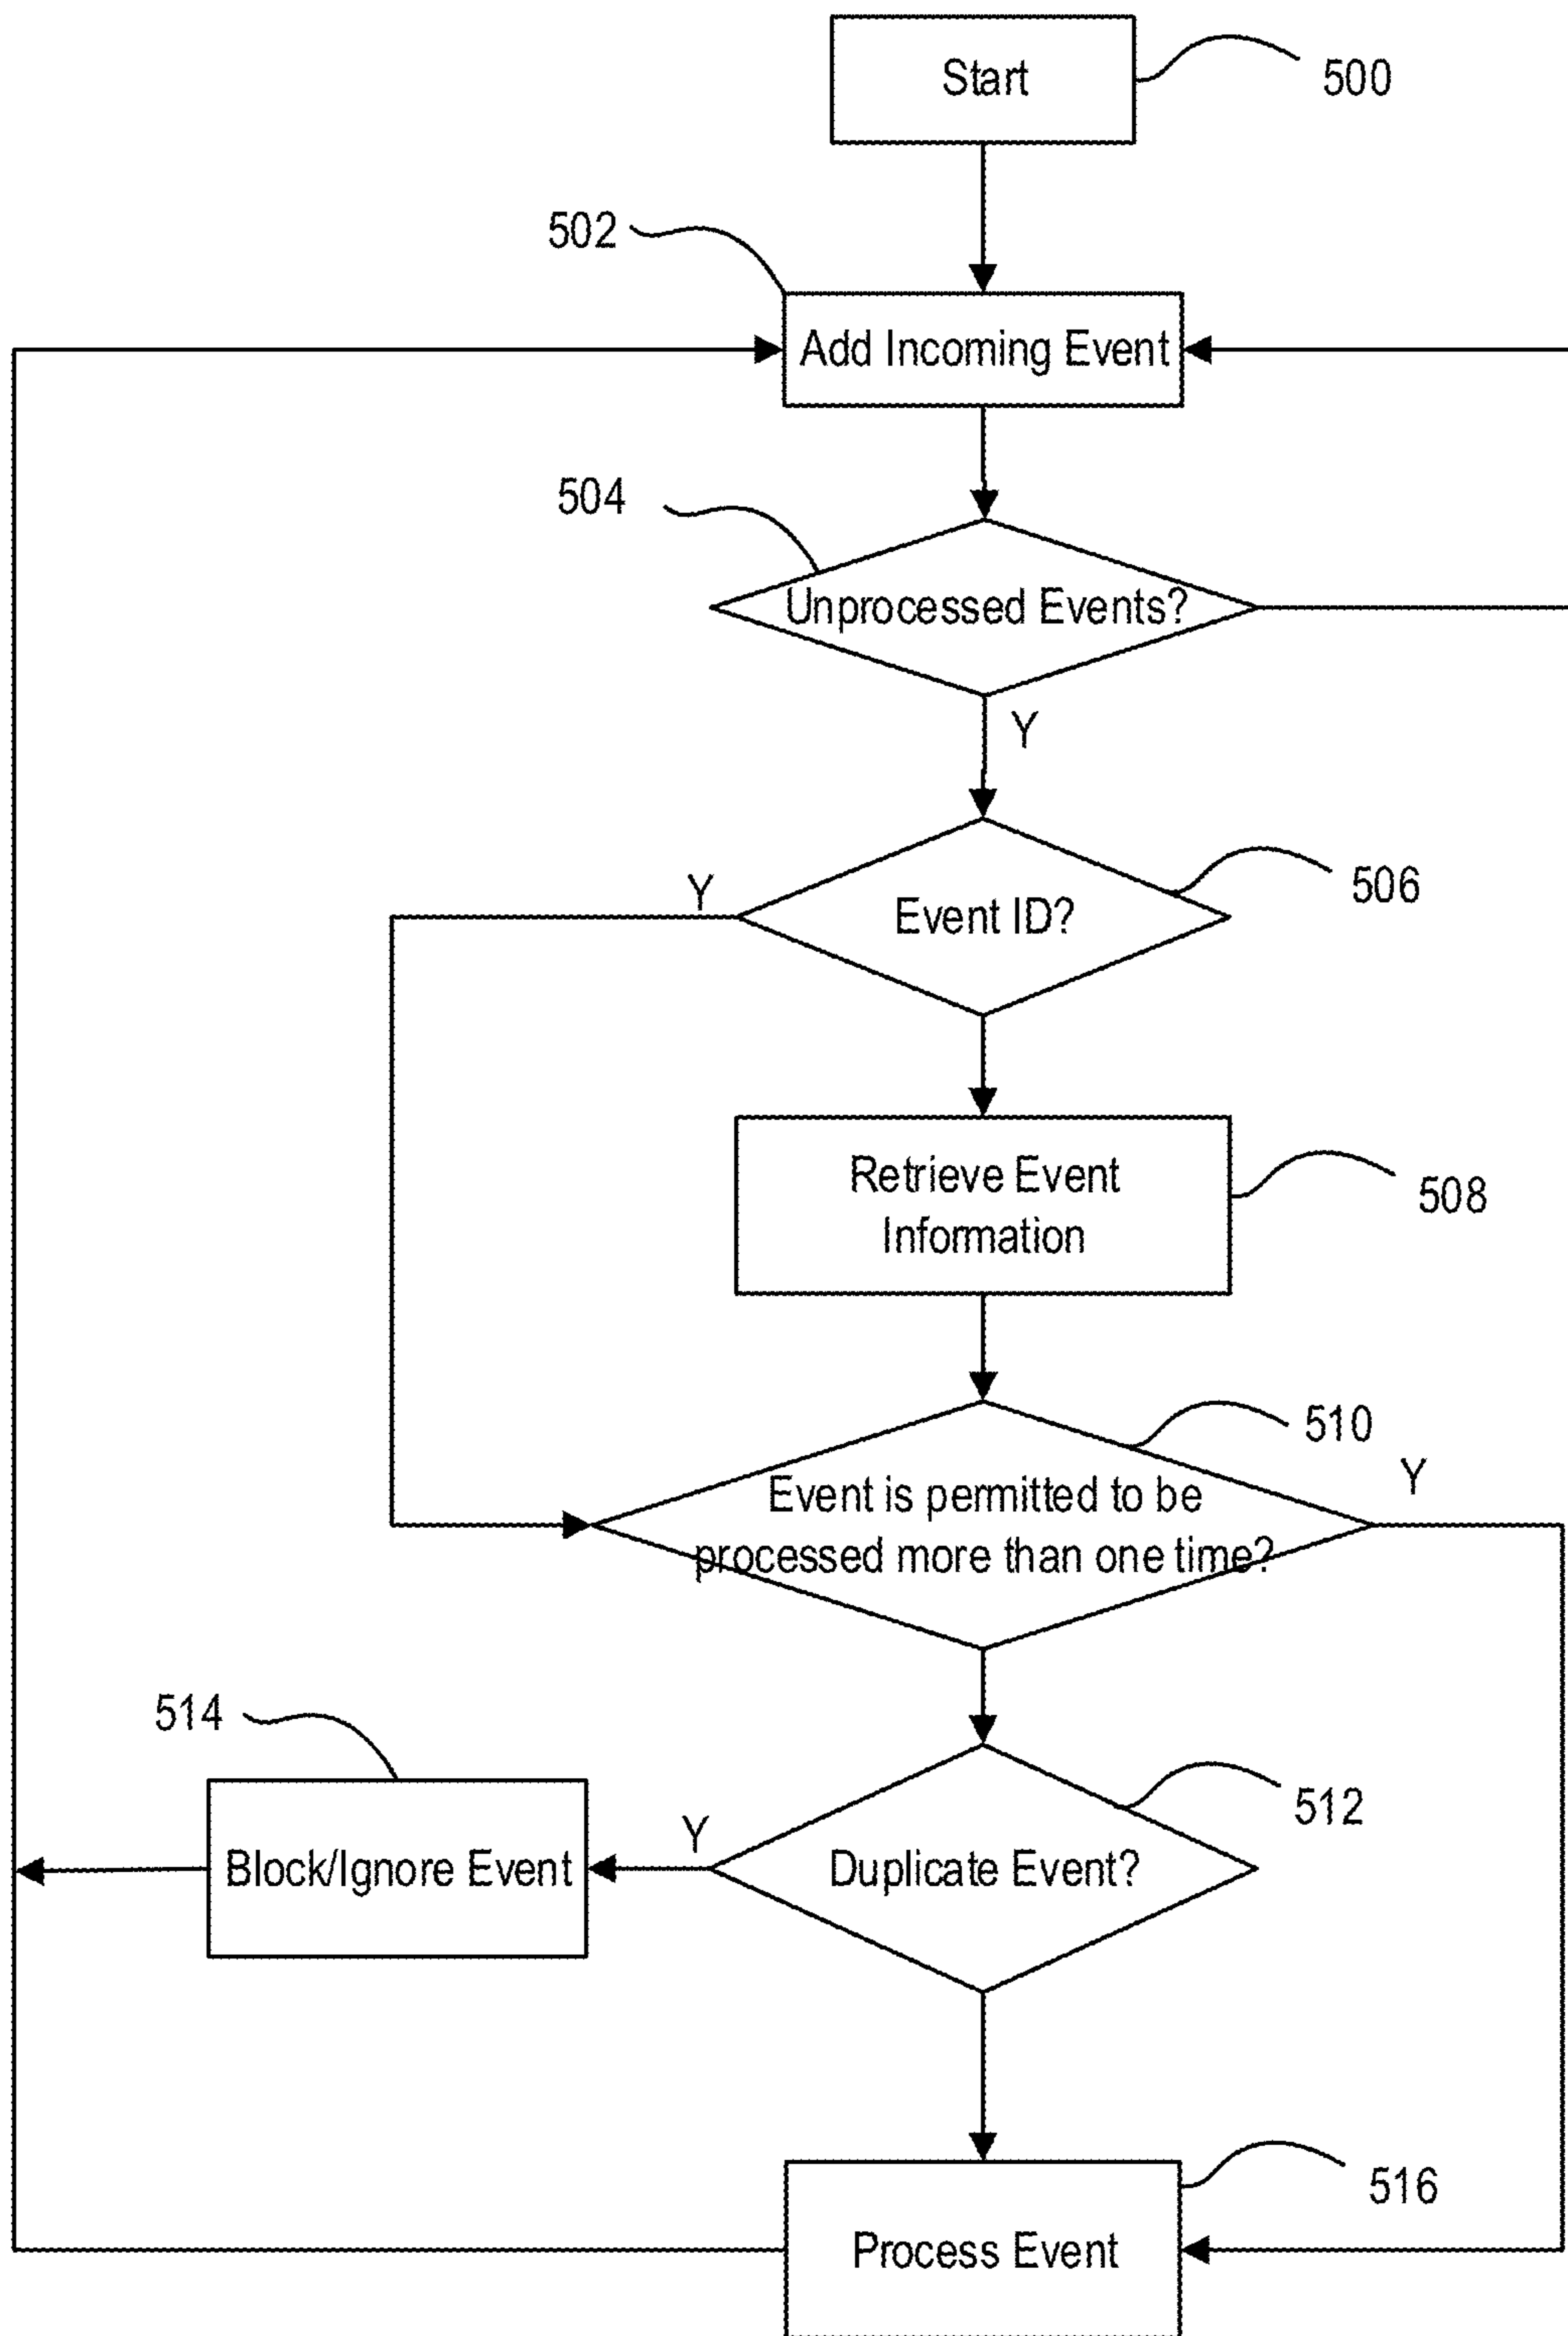 Start
500
502
Add Incoming Event
504
Unprocessed Events?
Y
Y
506
Event ID?
Retrieve Event
Information
508
510
Y
Event is permitted to be
processed more than one time?
514
512
Y
Block/Ignore Event
Duplicate Event?
516
Process Event